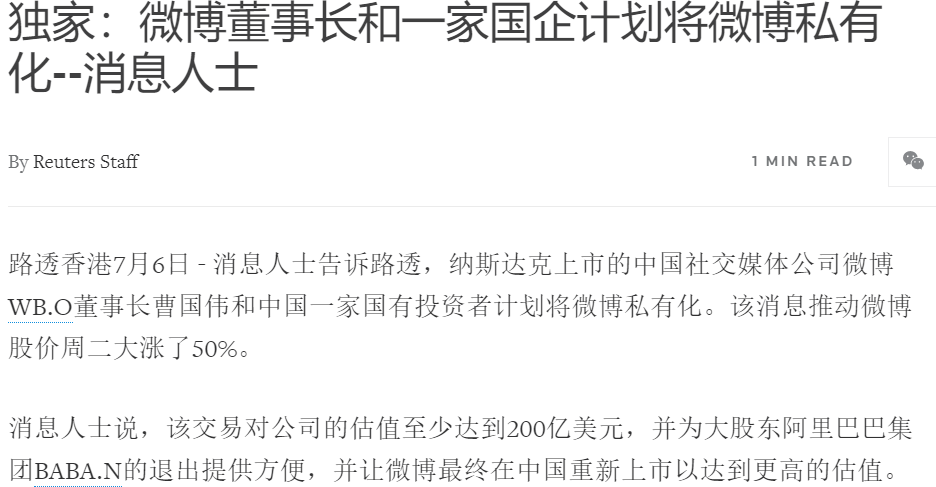 独家：微博董事长和一家国企计划将微博私有
化--消息人士
By Reuters Staff
1 MIN READ
路透香港7月6日 - 消息人士告诉路透，纳斯达克上市的中国社交媒体公司微博
WB.O董事长曹国伟和中国一家国有投资者计划将微博私有化。该消息推动微博
股价周二大涨了50%。
消息人士说，该交易对公司的估值至少达到200亿美元，并为大股东阿里巴巴集
团BABA.N的退出提供方便，并让微博最终在中国重新上市以达到更高的估值。